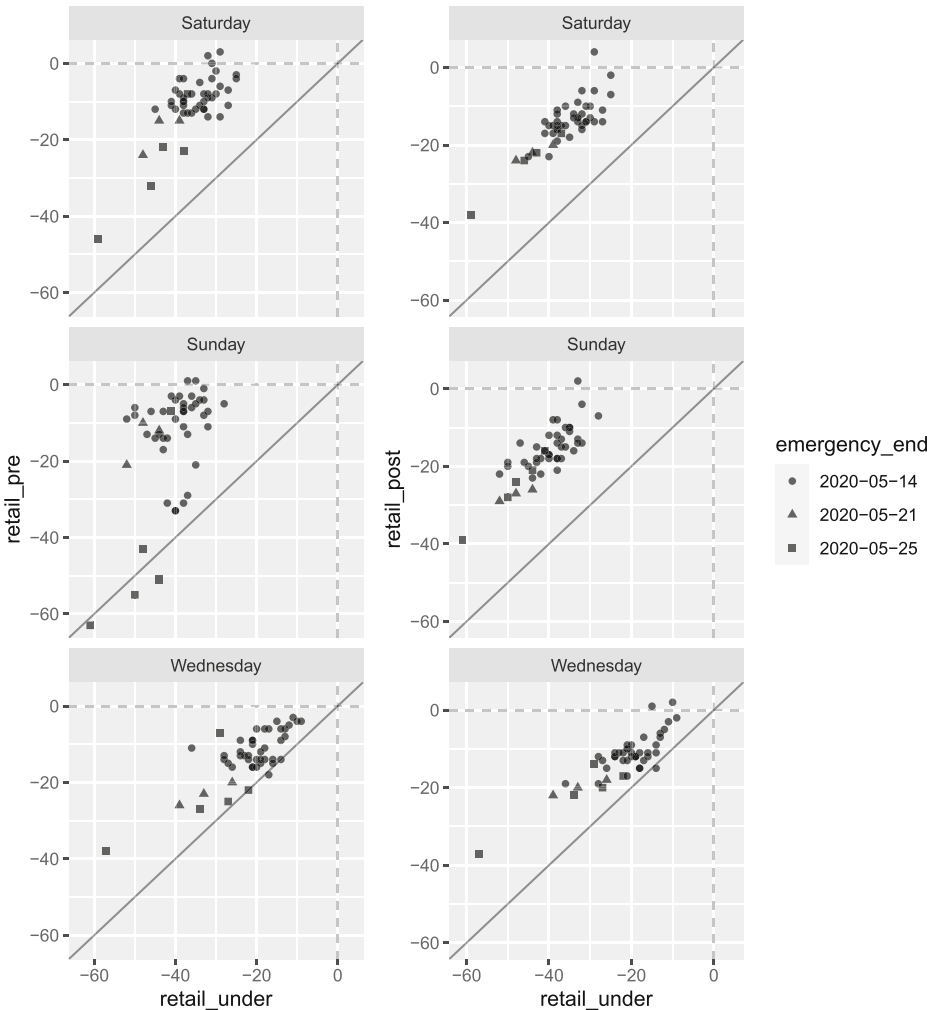 Saturday
0
−20
−40
−60
Sunday
0
−20
−40
−60
Wednesday
0
−20
−40
−60
−60 −40 −20 0
retail_under
retail_pre
Saturday
0
−20
−40
−60
Sunday
0
−20
−40
−60
Wednesday
0
−20
−40
−60
−60 −40 −20 0
retail_under
retail_post
emergency_end
2020−05−14
2020−05−21
2020−05−25